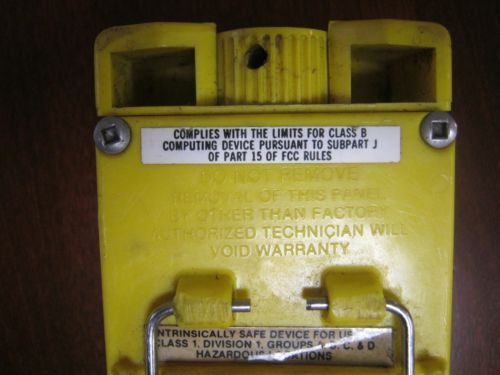 COMPLIES WITH THE LIMITS FOR CLASS B
COMPUTING DEVICE PURSUANT TO SUBPART J
OF PART 15 OF FCC RULES
DO NOT REMOVE
REMOVAL OF THIS PANEL
BY OTHER THAN FACTORY
AUTHORIZED TECHNICIAN WILL
VOID WARRANTY
INTRINSICALLY SAFE DEVICE FOR
CLASS 1, DIVISION 1, GROUPS C, & D
HAZARDOUS LOCATIONS